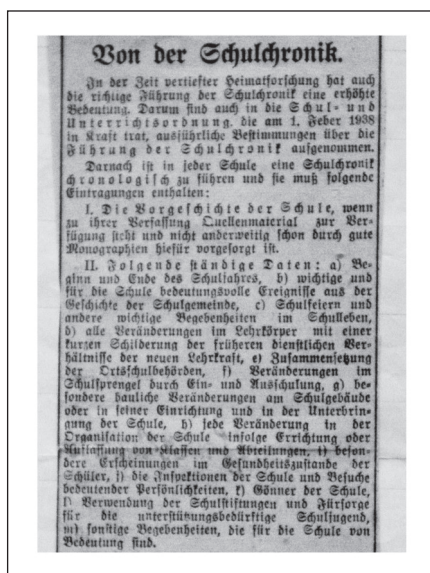 Von der Schulchronik.
In der Zeit vertiefter Heimatforschung hat auch
die richtige Führung der Schulchronik eine erhöhte
Bedeutung. Darum sind auch in die Schul- und
Unterrichtsordnung, die am 1. Feber 1938
in Kraft trat, ausführliche Bestimmungen über die
Führung der Schulchronik aufgenommen.
Darnach ist in jeder Schule eine Schulchronik
chronologisch zu führen und sie muß folgende
Eintragungen enthalten:
I. Die Vorgeschichte der Schule, wenn
zu ihrer Verfassung Quellenmaterial zur Ver-
fügung steht und nicht anderweitig schon durch gute
Monographien hiefür vorgesorgt ist.
II. Folgende ständige Daten: a) Be-
ginn und Ende des Schuljahres, b) wichtige und
für die Schule bedeutungsvolle Ereignisse aus der
Geschichte der Schulgemeinde, c) Schulfeiern und
andere wichtige Begebenheiten im Schulleben,
d) alle Veränderungen im Lehrkörper mit einer
kurzen Schilderung der früheren dienstlichen Ver-
hältnisse der neuen Lehrkraft, e) Zusammensetzung
der Ortsschulbehörden, f) Veränderungen im
Schulsprengel durch Ein- und Ausschulung, g) be-
sondere bauliche Veränderungen am Schulgebäude
oder in seiner Einrichtung und in der Unterbrin-
gung der Schule, h) jede Veränderung in der
Organisation der Schule infolge Errichtung oder
Auflassung von Klassen und Abteilungen, i) beson-
dere Erscheinungen im Gesundheitszustande der
Schüler, j) die Inspektionen der Schule und Besuche
bedeutender Persönlichkeiten, k) Gönner der Schule,
l) Verwendung der Schulstiftungen und Fürsorge
für die unterstützungsbedürftige Schuljugend,
m) sonstige Begebenheiten, die für die Schule von
Bedeutung sind.